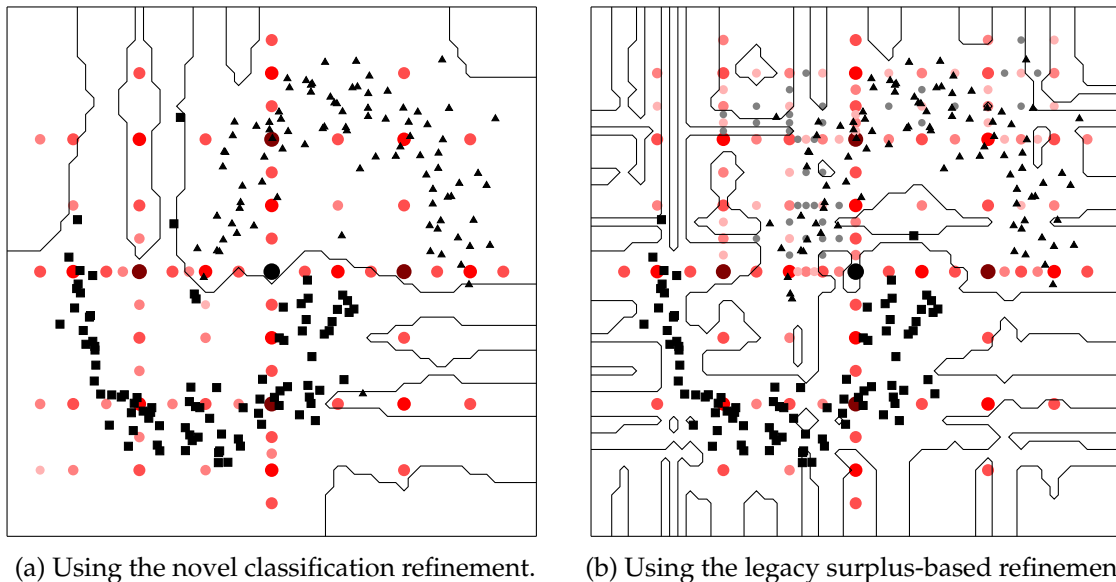 (a) Using the novel classification refinement.
(b) Using the legacy surplus-based refinemen